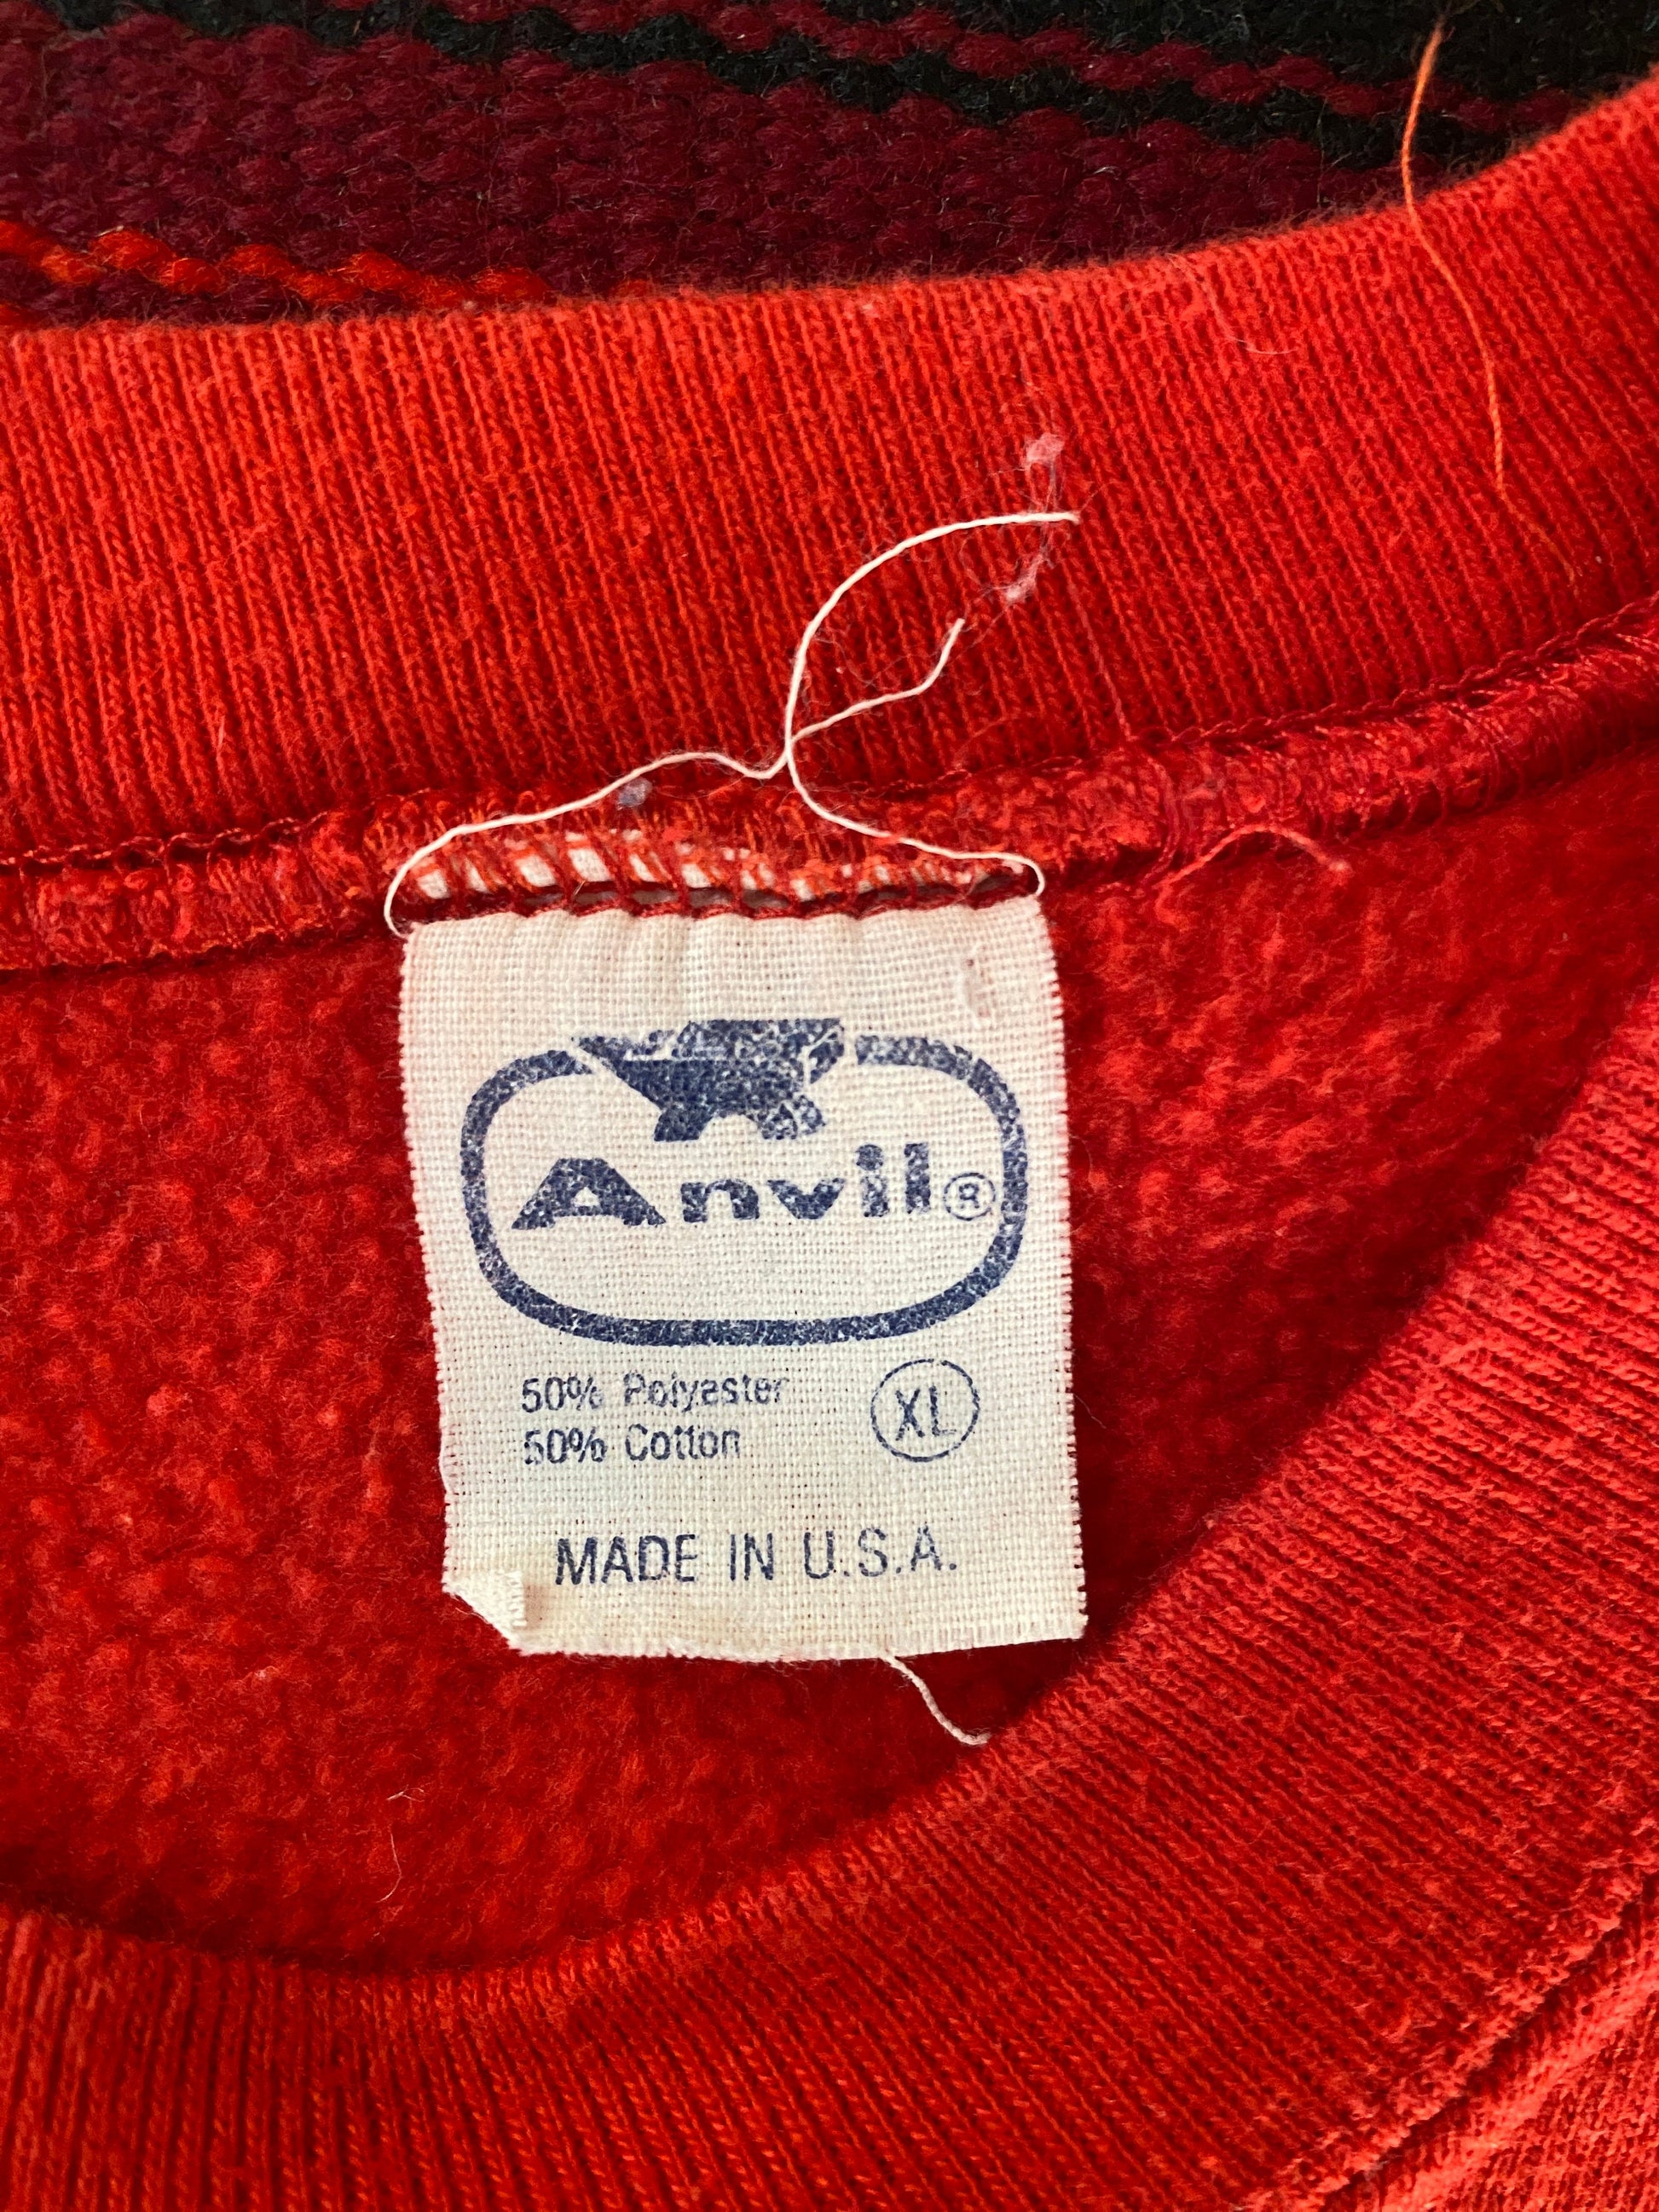 Anvil®
50% Polyester
50% Cotton
XL
MADE IN U.S.A.